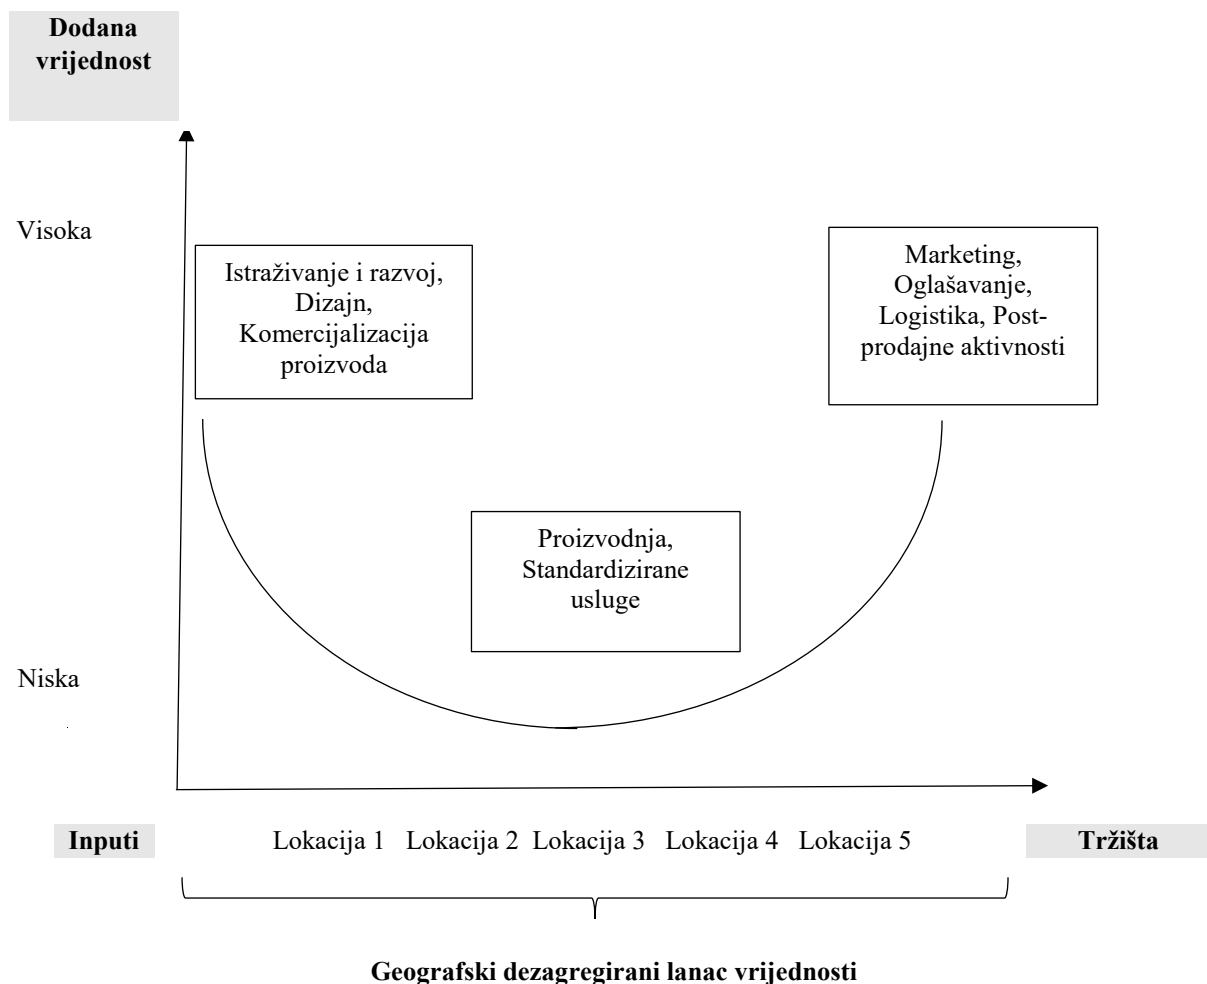 Dodana
vrijednost
Visoka
Istraživanje i razvoj,
Dizajn,
Komercijalizacija
proizvoda
Marketing,
Oglašavanje,
Logistika, Post-
prodajne aktivnosti
Proizvodnja,
Standardizirane
usluge
Niska
Inputi
Lokacija 1 Lokacija 2 Lokacija 3 Lokacija 4 Lokacija 5
Tržišta
Geografski dezagregirani lanac vrijednosti